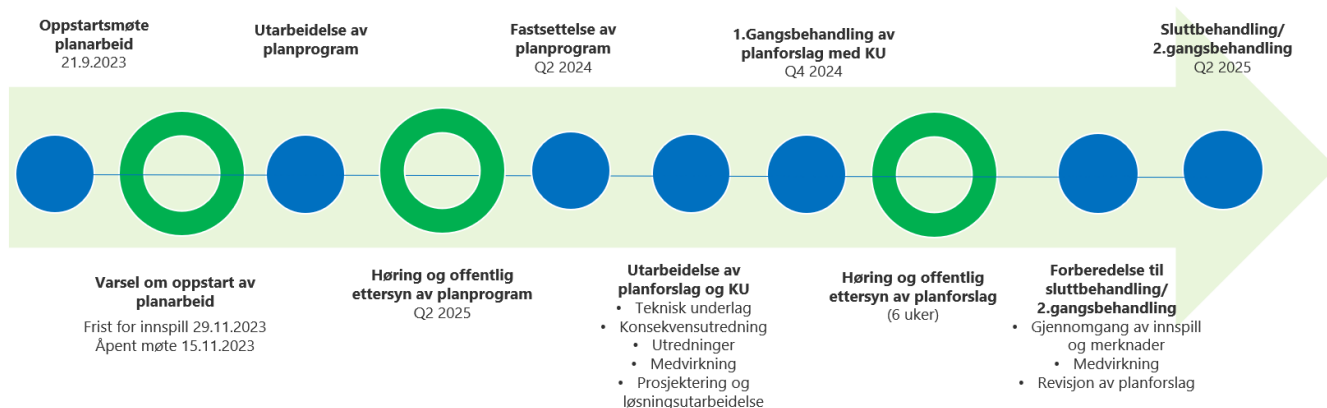 Oppstartsmøte
planarbeid
21.9.2023
Varsel om oppstart av
planarbeid
Frist for innspill 29.11.2023
Åpent møte 15.11.2023
Utarbeidelse av
planprogram
Høring og offentlig
ettersyn av planprogram
Q2 2025
Fastsettelse av
planprogram
Q2 2024
Utarbeidelse av
planforslag og KU
• Teknisk underlag
• Konsekvensutredning
• Utredninger
• Medvirkning
• Prosjektering og
løsningsutarbeidelse
1.Gangsbehandling av
planforslag med KU
Q4 2024
Høring og offentlig
ettersyn av planforslag
(6 uker)
Forberedelse til
sluttbehandling/
2.gangsbehandling
• Gjennomgang av innspill
og merknader
• Medvirkning
• Revisjon av planforslag
Sluttbehandling/
2.gangsbehandling
Q2 2025